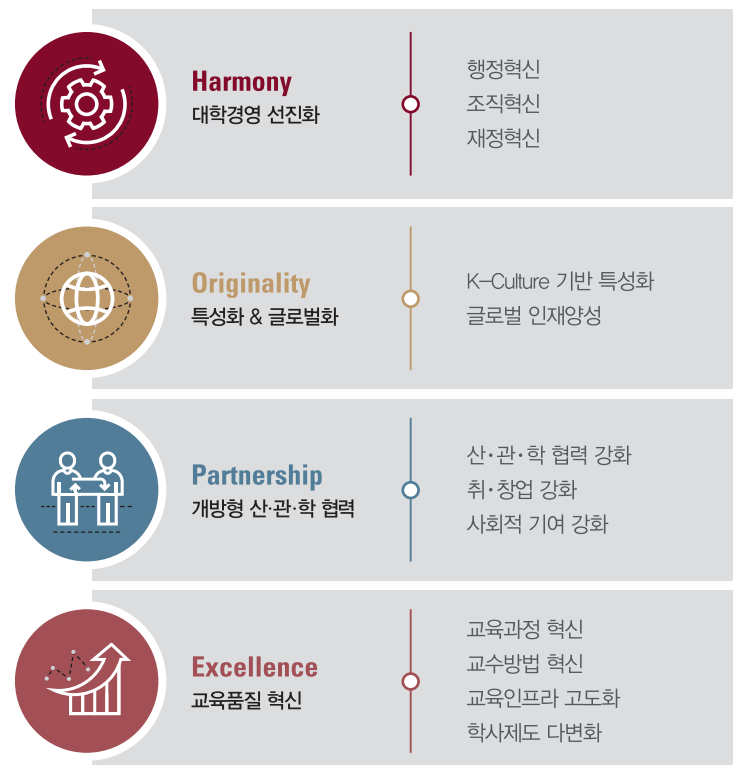 Harmony
대학경영 선진화
행정혁신
조직혁신
재정혁신
Originality
특성화 & 글로벌화
K-Culture 기반 특성화
글로벌 인재양성
Partnership
개방형 산·관·학 협력
산·관·학 협력 강화
취·창업 강화
사회적 기여 강화
Excellence
교육품질 혁신
교육과정 혁신
교수방법 혁신
교육인프라 고도화
학사제도 다변화